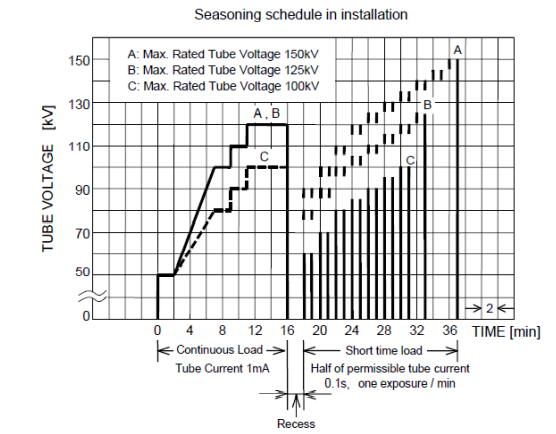 Seasoning schedule in installation
A: Max. Rated Tube Voltage 150kV
B: Max. Rated Tube Voltage 125kV
C: Max. Rated Tube Voltage 100kV
TUBE VOLTAGE [kV]
150
130
110
90
70
50
0
A , B
C
A
B
C
2
0 4 8 12 16 20 24 28 32 36 TIME [min]
Continuous Load
Tube Current 1mA
Short time load
Half of permissible tube current
0.1s, one exposure / min
Recess